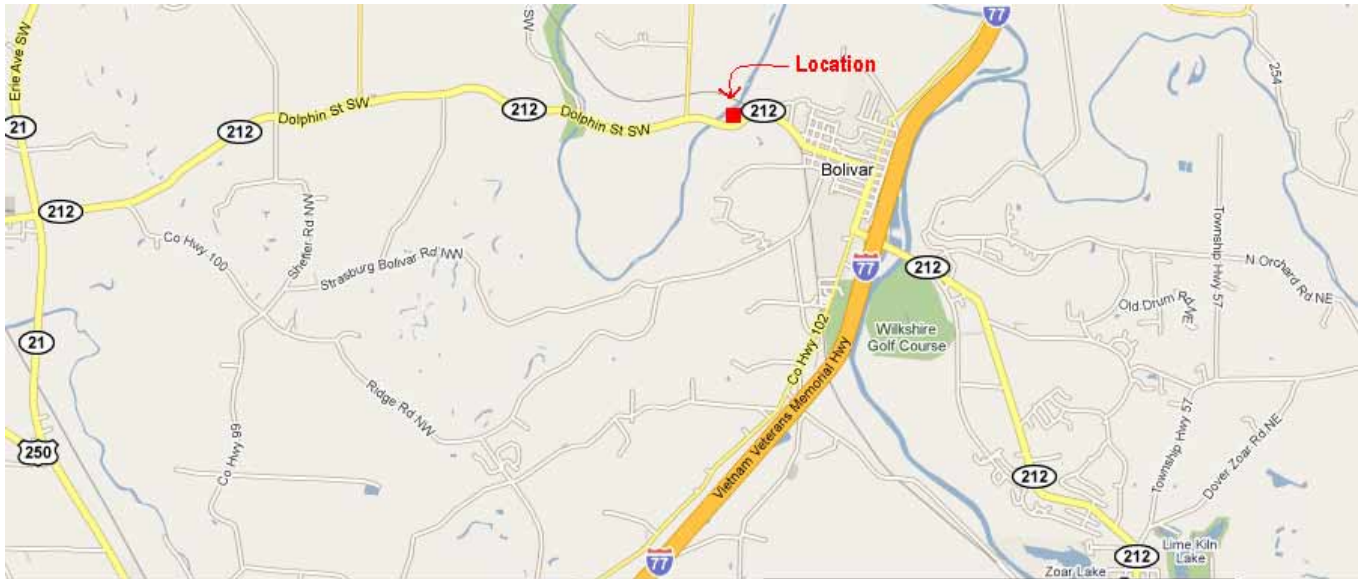 77
Erie Ave SW
SW
254
Location
21
Dolphin St SW
212
212
Dolphin St SW
212
Bolivar
212
Co Hwy 100
Sheffler Rd NW
Strasburg Bolivar Rd NW
77
212
Township Hwy 57
N Orchard Rd NE
Old Drum Rd NE
21
Wilkshire
Golf Course
Co Hwy 102
Vietnam Veterans Memorial Hwy
Ridge Rd NW
250
Co Hwy 99
Township Hwy 57
Dover Zoar Rd NE
212
77
212
Lime Kiln
Lake
Zoar Lake